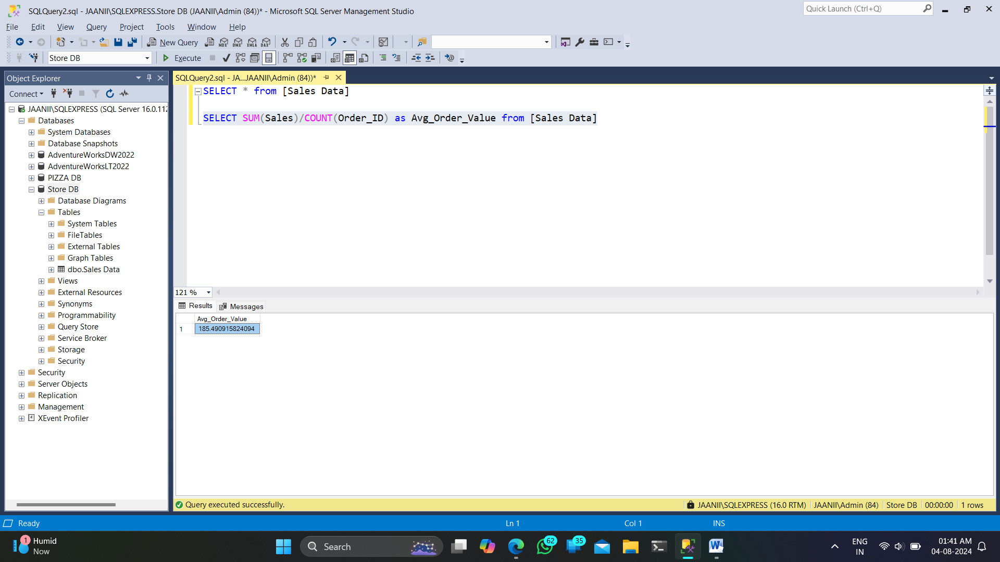 SQLQuery2.sql - JAANII\SQLEXPRESS.Store DB (JAANII\Admin (84))* - Microsoft SQL Server Management Studio
Quick Launch (Ctrl+Q)
File Edit View Query Project Tools Window Help
New Query MDX DMX XMLA DAX
Store DB Execute
Object Explorer
SQLQuery2.sql - JA...JAANII\Admin (84))*
Connect
JAANII\SQLEXPRESS (SQL Server 16.0.112
Databases
System Databases
Database Snapshots
AdventureWorksDW2022
AdventureWorksLT2022
PIZZA DB
Store DB
Database Diagrams
Tables
System Tables
FileTables
External Tables
Graph Tables
dbo.Sales Data
Views
External Resources
Synonyms
Programmability
Query Store
Service Broker
Storage
Security
Security
Server Objects
Replication
Management
XEvent Profiler
SELECT * from [Sales Data]
SELECT SUM(Sales)/COUNT(Order_ID) as Avg_Order_Value from [Sales Data]
121 %
Results Messages
Avg_Order_Value
1 185.490915824094
Query executed successfully.
JAANII\SQLEXPRESS (16.0 RTM) JAANII\Admin (84) Store DB 00:00:00 1 rows
Ready Ln 1 Col 1 INS
1
Humid
Now
Search
62
35
ENG
IN
01:41 AM
04-08-2024